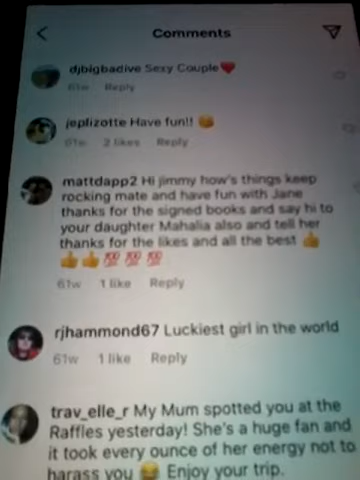 Comments
djbigbadive Sexy Couple❤️
61w Reply
jeplizotte Have fun!! 😘
61w 2 likes Reply
mattdapp2 Hi jimmy how's things keep
rocking mate and have fun with Jane
thanks for the signed books and say hi to
your daughter Mahalia also and tell her
thanks for the likes and all the best 👍
👍👍💯💯💯
61w 1 like Reply
rjhammond67 Luckiest girl in the world
61w 1 like Reply
trav_elle_r My Mum spotted you at the
Raffles yesterday! She's a huge fan and
it took every ounce of her energy not to
harass you 😂 Enjoy your trip.